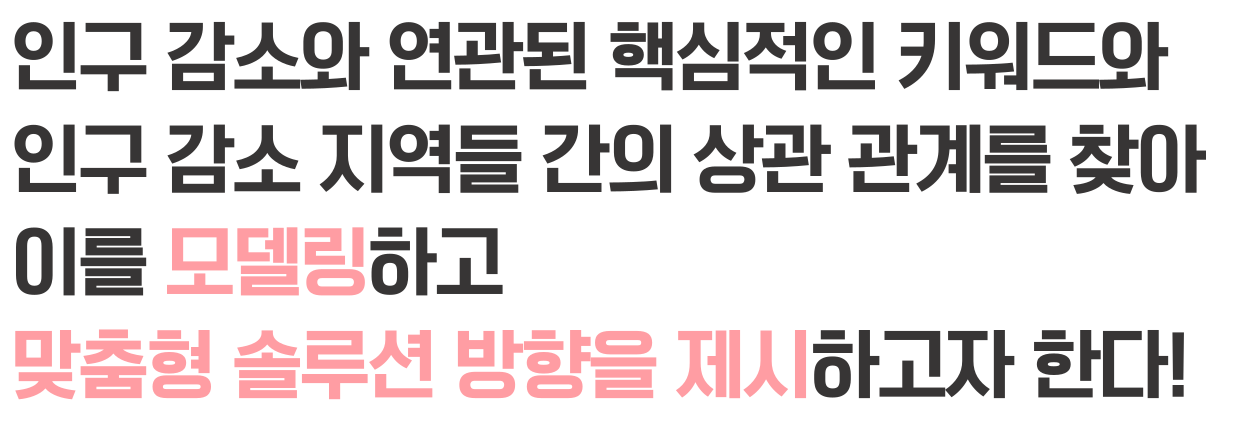 인구 감소와 연관된 핵심적인 키워드와
인구 감소 지역들 간의 상관 관계를 찾아
이를 모델링하고
맞춤형 솔루션 방향을 제시하고자 한다!